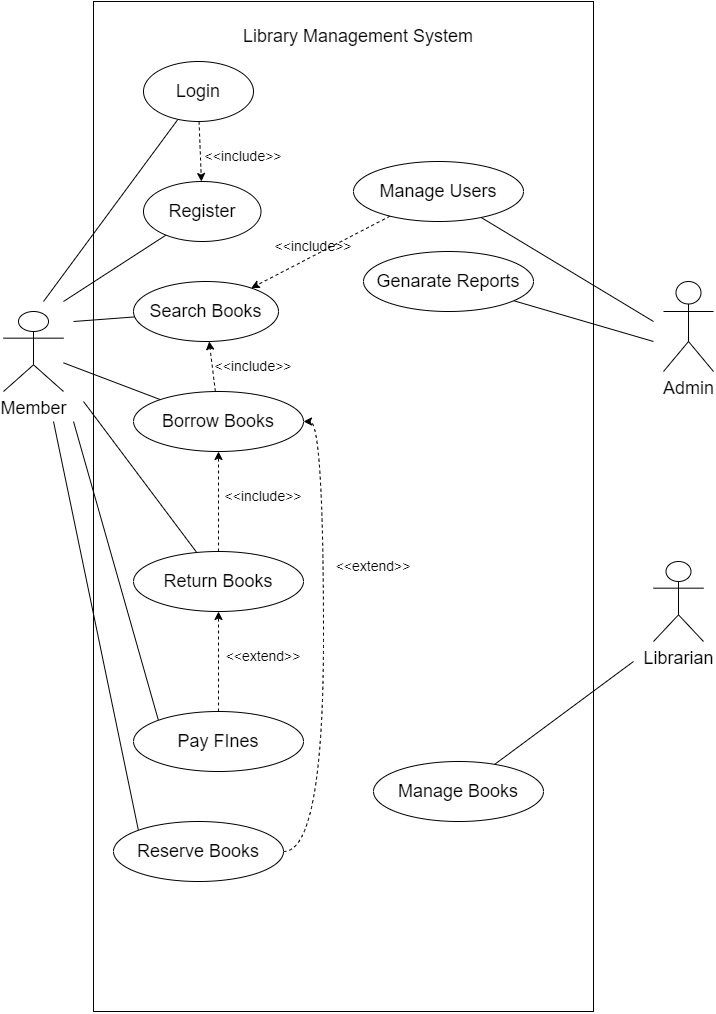 Library Management System
Login
<<include>>
Register
Manage Users
<<include>>
Genarate Reports
Search Books
<<include>>
Member
Admin
Borrow Books
<<include>>
<<extend>>
Return Books
<<extend>>
Librarian
Pay FInes
Manage Books
Reserve Books